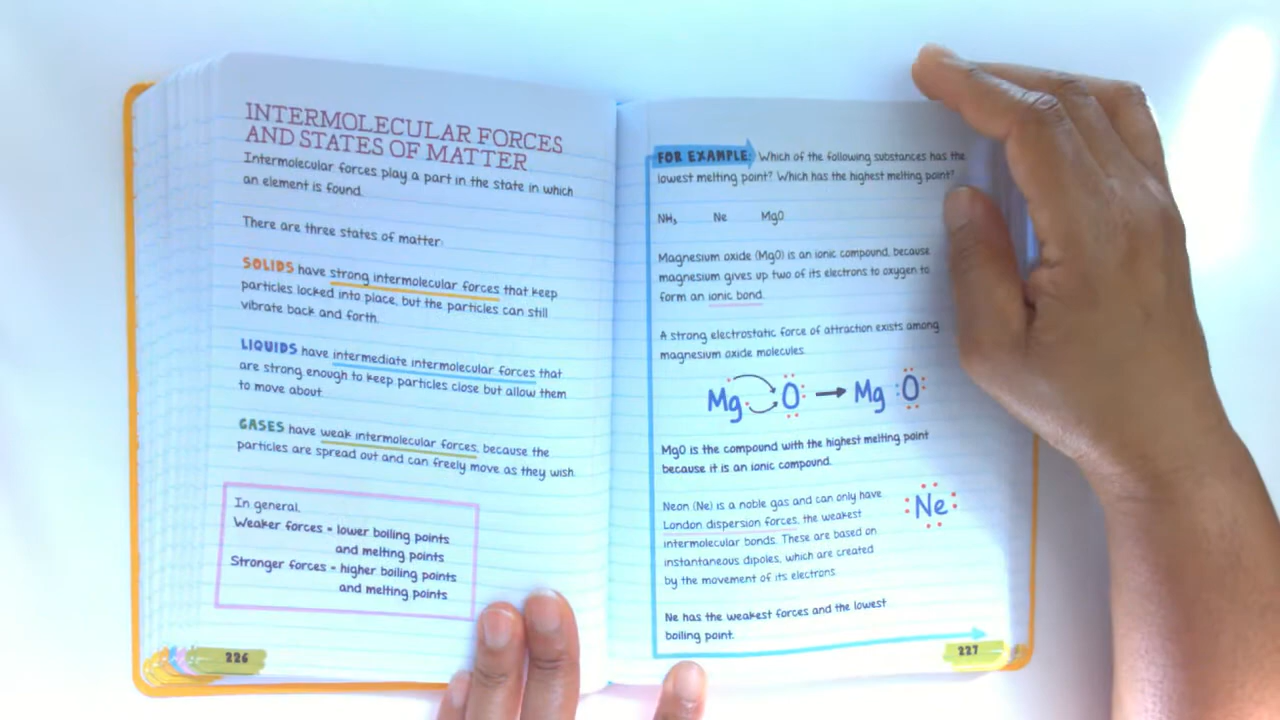 INTERMOLECULAR FORCES
AND STATES OF MATTER
Intermolecular forces play a part in the state in which
an element is found.
There are three states of matter:
SOLIDS have strong intermolecular forces that keep
particles locked into place, but the particles can still
vibrate back and forth.
LIQUIDS have intermediate intermolecular forces that
are strong enough to keep particles close but allow them
to move about.
GASES have weak intermolecular forces, because the
particles are spread out and can freely move as they wish.
In general,
Weaker forces = lower boiling points
and melting points
Stronger forces = higher boiling points
and melting points
226
FOR EXAMPLE: Which of the following substances has the
lowest melting point? Which has the highest melting point?
NH₃ Ne MgO
Magnesium oxide (MgO) is an ionic compound, because
magnesium gives up two of its electrons to oxygen to
form an ionic bond.
A strong electrostatic force of attraction exists among
magnesium oxide molecules.
Mg O → Mg O
MgO is the compound with the highest melting point
because it is an ionic compound.
Neon (Ne) is a noble gas and can only have
London dispersion forces, the weakest
intermolecular bonds. These are based on
instantaneous dipoles, which are created
by the movement of its electrons.
Ne
Ne has the weakest forces and the lowest
boiling point.
227